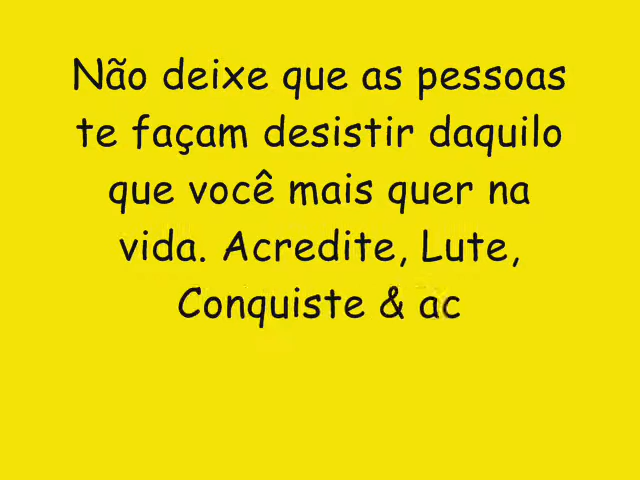 Não deixe que as pessoas
te façam desistir daquilo
que você mais quer na
vida. Acredite, Lute,
Conquiste & ac